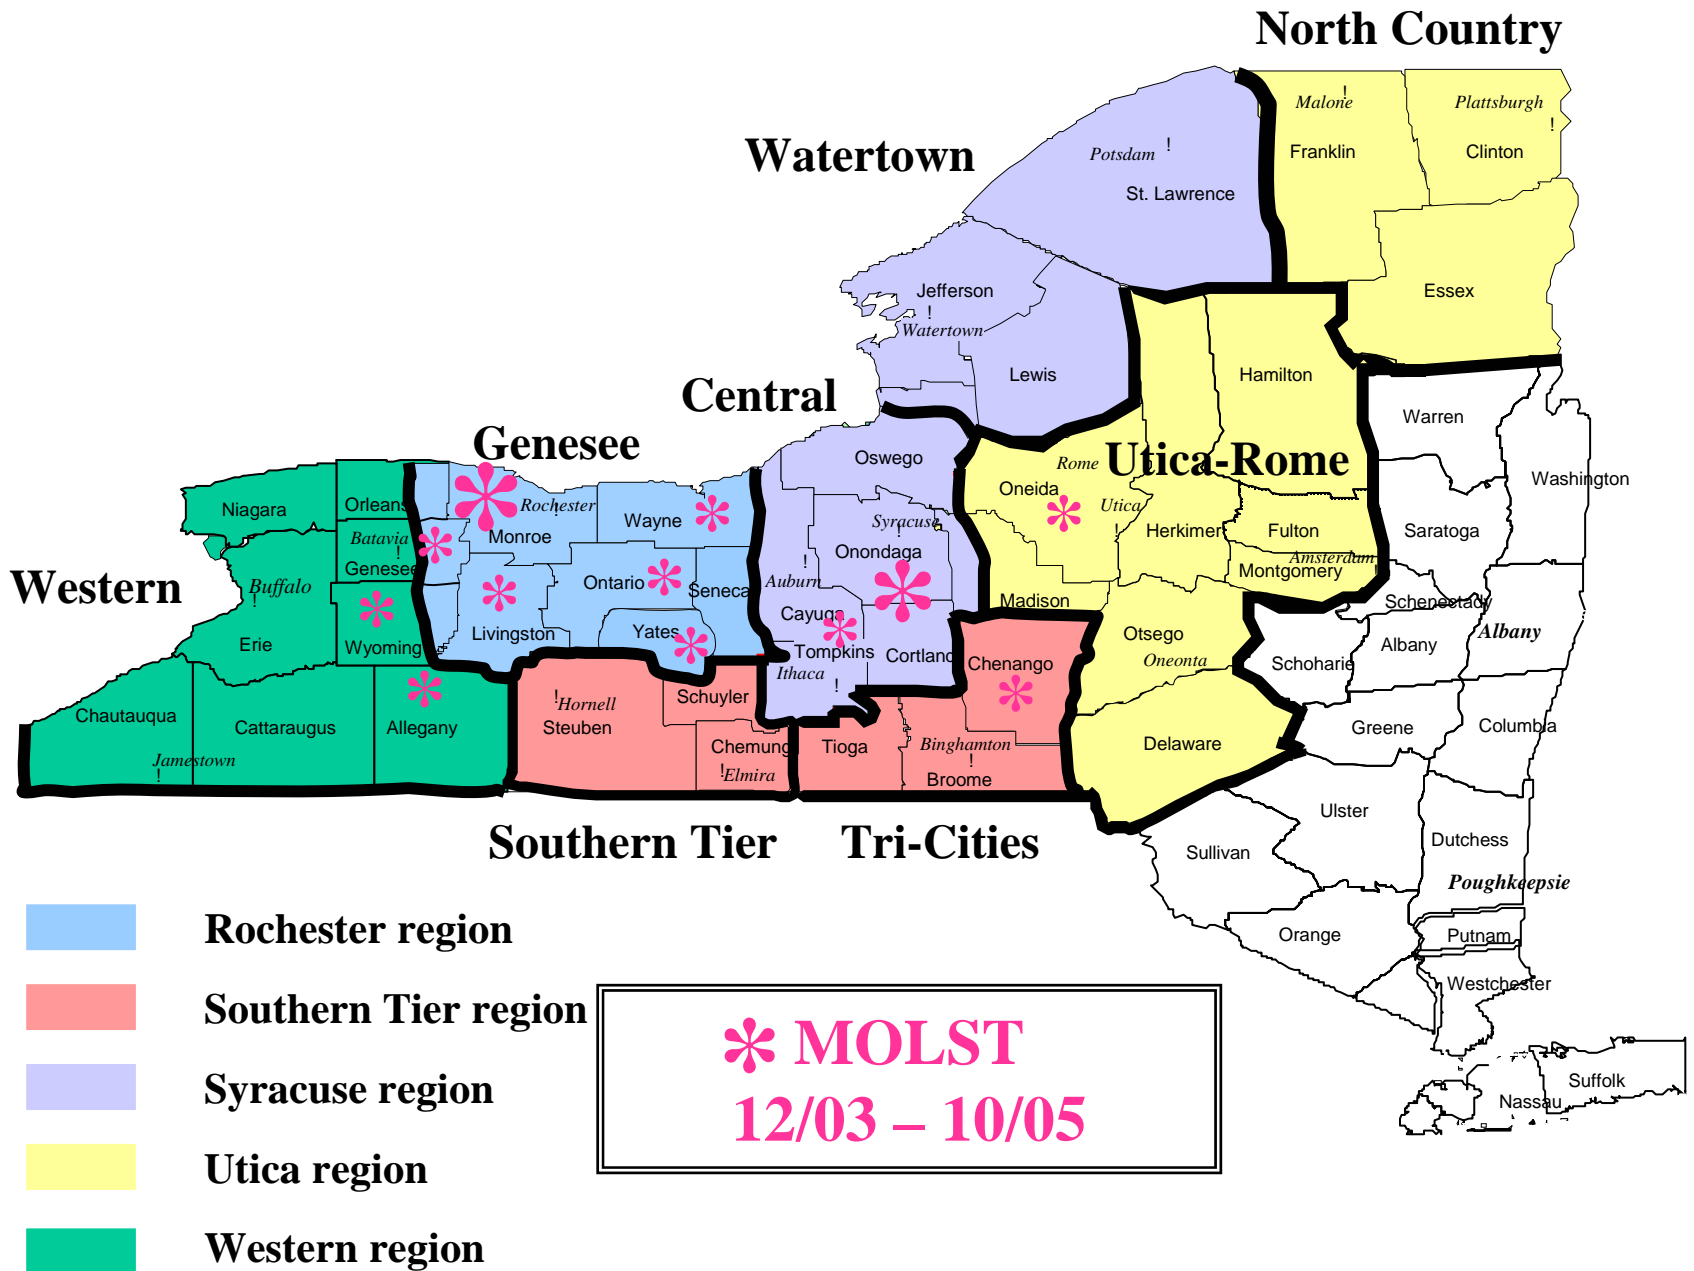 North Country
Malone
!
Plattsburgh
!
Watertown
Potsdam
!
Franklin
Clinton
St. Lawrence
Jefferson
!
Essex
Watertown
Lewis
Hamilton
Central
Warren
Genesee
Oswego
Rome
Utica-Rome
Washington
Oneida
Niagara
Orleans
Rochester
!
Wayne
Syracuse
!
Utica
!
Herkimer
Fulton
Saratoga
Batavia
!
Monroe
Onondaga
Amsterdam
!
Western
Genesee
Buffalo
!
Ontario
Seneca
!
Auburn
Montgomery
Madison
Schenestady
Cayuga
Erie
Wyoming
Livingston
Yates
Tompkins
Cortland
Otsego
Albany
Albany
Chenango
Oneonta
Schoharie
Ithaca
!
Chautauqua
Cattaraugus
Allegany
!
Hornell
Steuben
Schuyler
Greene
Columbia
Jamestown
!
Chemung
!
Elmira
Tioga
Binghamton
!
Broome
Delaware
Ulster
Southern Tier
Tri-Cities
Sullivan
Dutchess
Poughkeepsie
Orange
Putnam
Westchester
Suffolk
Nassau
Rochester region
Southern Tier region
Syracuse region
Utica region
Western region
✽ MOLST
12/03 – 10/05